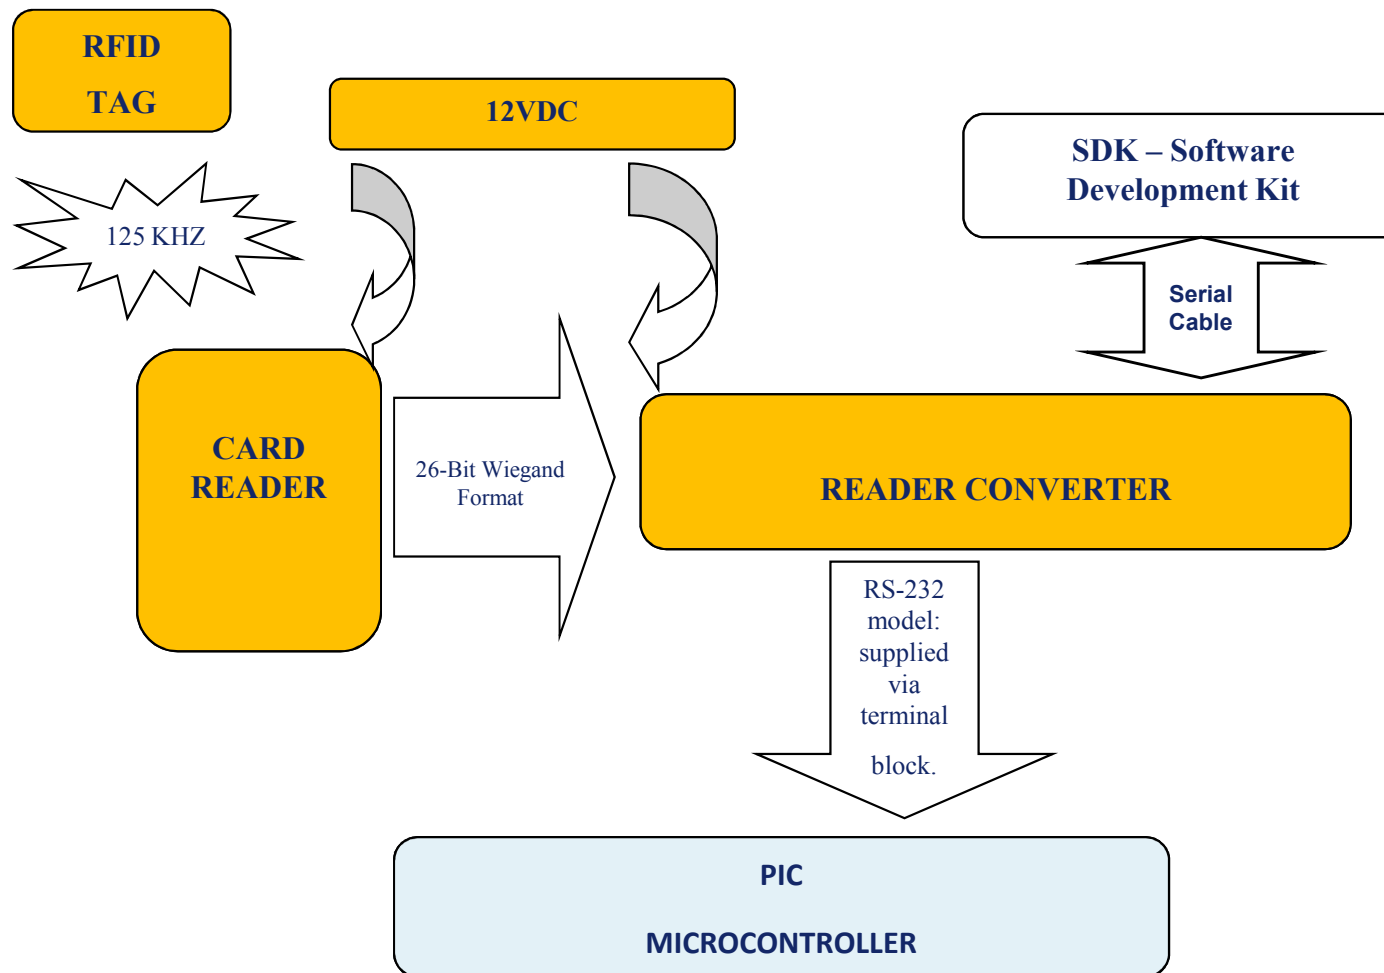 RFID
TAG
12VDC
SDK – Software
Development Kit
125 KHZ
Serial
Cable
CARD
READER
26-Bit Wiegand
Format
READER CONVERTER
RS-232
model:
supplied
via
terminal
block.
PIC
MICROCONTROLLER